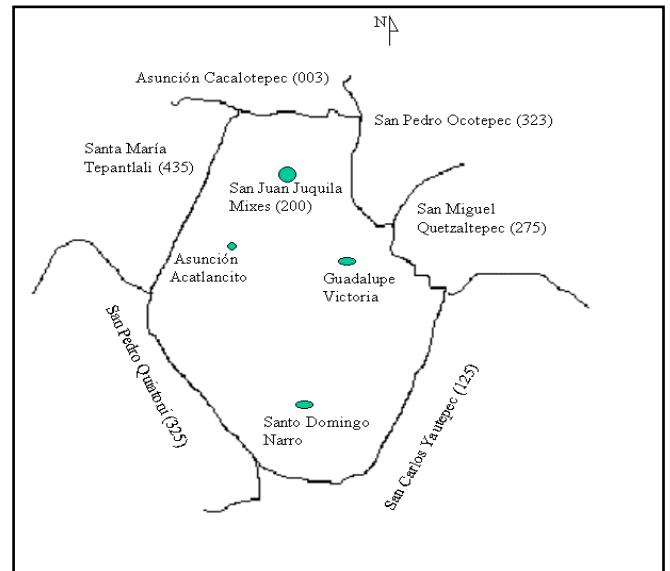 N
Asunción Cacalotepec (003)
San Pedro Ocotepec (323)
Santa María
Tepantlali (435)
San Juan Juquila
Mixes (200)
San Miguel
Quetzaltepec (275)
Asunción
Acatlancito
Guadalupe
Victoria
San Pedro Quiatoni (325)
Santo Domingo
Narro
San Carlos Yautepec (125)